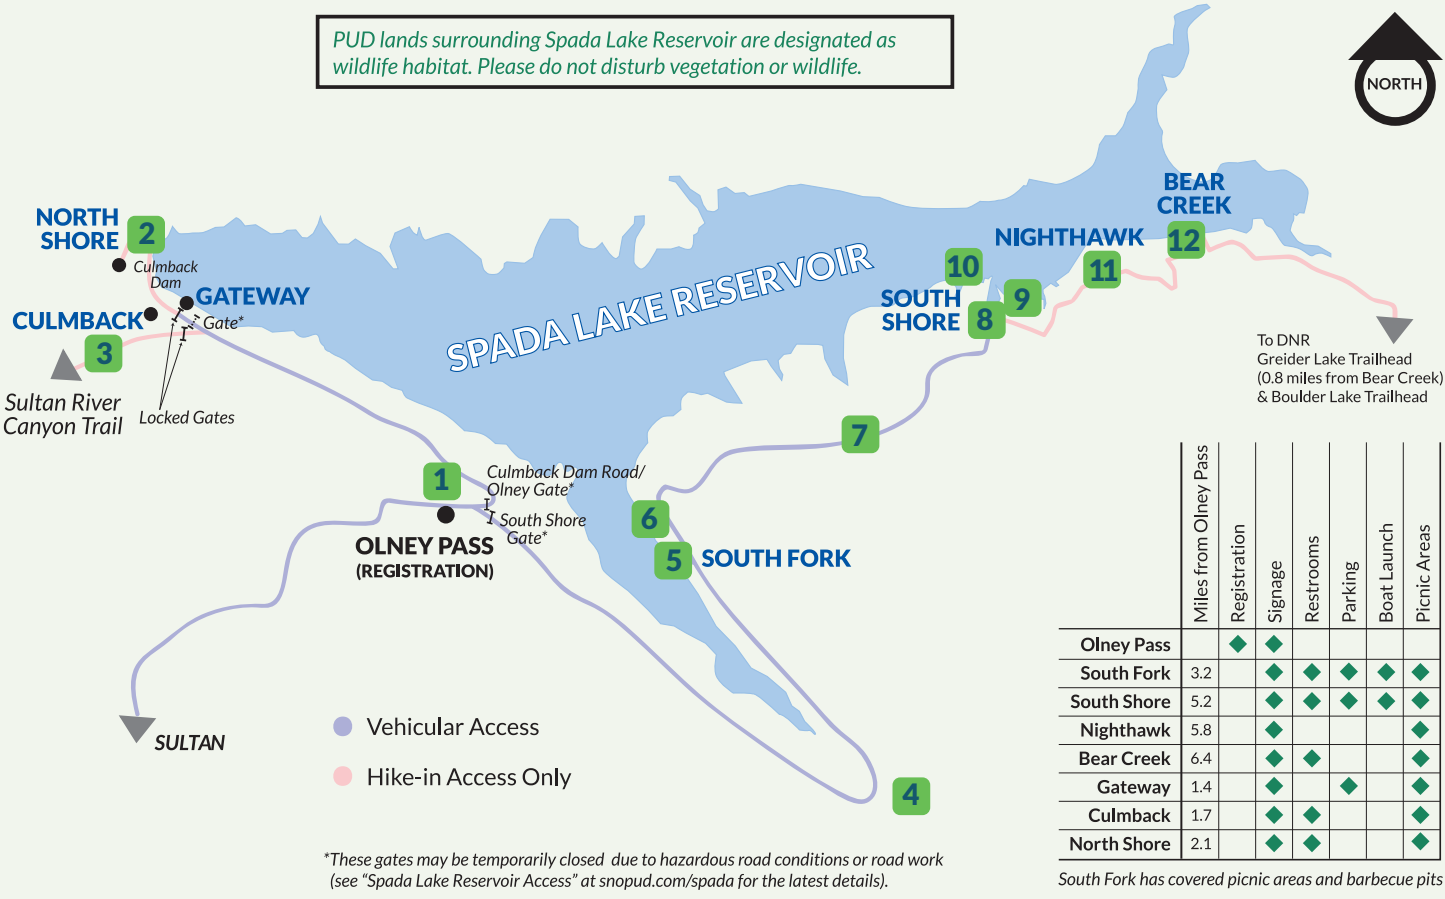 PUD lands surrounding Spada Lake Reservoir are designated as
wildlife habitat. Please do not disturb vegetation or wildlife.
NORTH
BEAR
CREEK
12
NORTH
SHORE
2
Culmback
Dam
GATEWAY
CULMBACK
Gate*
3
Sultan River
Canyon Trail
Locked Gates
SPADA LAKE RESERVOIR
NIGHTHAWK
11
10
9
SOUTH
SHORE
8
To DNR
Greider Lake Trailhead
(0.8 miles from Bear Creek)
& Boulder Lake Trailhead
7
1
Culmback Dam Road/
Olney Gate*
South Shore
Gate*
OLNEY PASS
(REGISTRATION)
6
5
SOUTH FORK
4
SULTAN
Vehicular Access
Hike-in Access Only
*These gates may be temporarily closed due to hazardous road conditions or road work
(see “Spada Lake Reservoir Access” at snopud.com/spada for the latest details).
Miles from Olney Pass
Registration
Signage
Restrooms
Parking
Boat Launch
Picnic Areas
Olney Pass ◆ ◆
South Fork 3.2 ◆ ◆ ◆ ◆ ◆
South Shore 5.2 ◆ ◆ ◆ ◆ ◆
Nighthawk 5.8 ◆ ◆
Bear Creek 6.4 ◆ ◆ ◆
Gateway 1.4 ◆ ◆ ◆
Culmback 1.7 ◆ ◆ ◆
North Shore 2.1 ◆ ◆ ◆
South Fork has covered picnic areas and barbecue pits